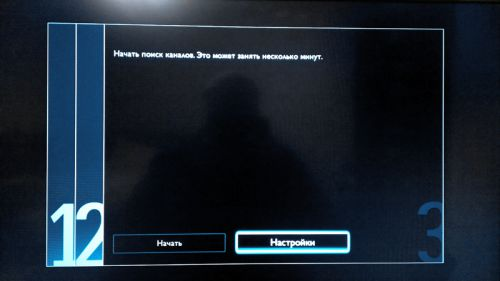 Начать поиск каналов. Это может занять несколько минут.
12
3
Начать
Настройки